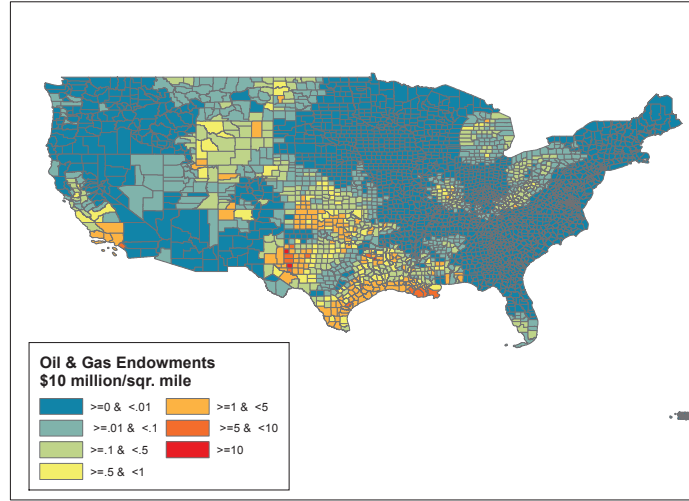 Oil & Gas Endowments
$10 million/sqr. mile
>=0 & <.01
>=.01 & <.1
>=.1 & <.5
>=.5 & <1
>=1 & <5
>=5 & <10
>=10